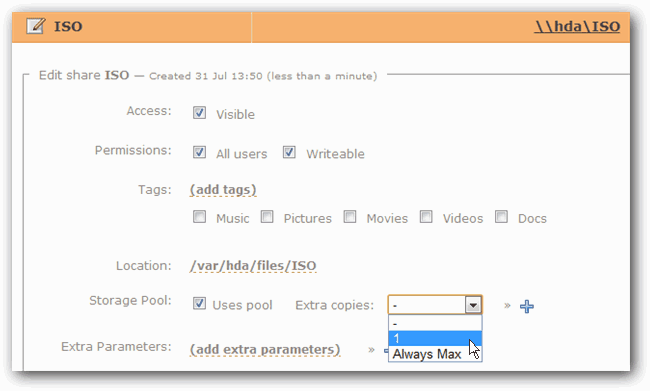 ISO \\hda\ISO
Edit share ISO — Created 31 Jul 13:50 (less than a minute)
Access: Visible
Permissions: All users Writeable
Tags: (add tags)
Music Pictures Movies Videos Docs
Location: /var/hda/files/ISO
Storage Pool: Uses pool Extra copies: - »
-
1
Extra Parameters: (add extra parameters) » Always Max